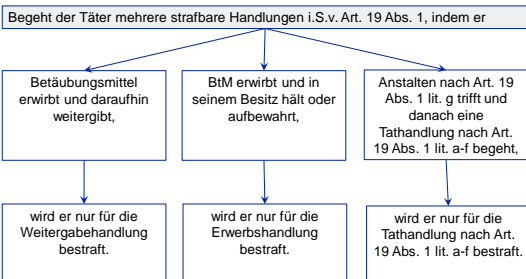 Begeht der Täter mehrere strafbare Handlungen i.S.v. Art. 19 Abs. 1, indem er
Betäubungsmittel
erwirbt und daraufhin
weitergibt,
BtM erwirbt und in
seinem Besitz hält oder
aufbewahrt,
Anstalten nach Art. 19
Abs. 1 lit. g trifft und
danach eine
Tathandlung nach Art.
19 Abs. 1 lit. a-f begeht,
wird er nur für die
Weitergabehandlung
bestraft.
wird er nur für die
Erwerbshandlung
bestraft.
wird er nur für die
Tathandlung nach Art.
19 Abs. 1 lit. a-f bestraft.